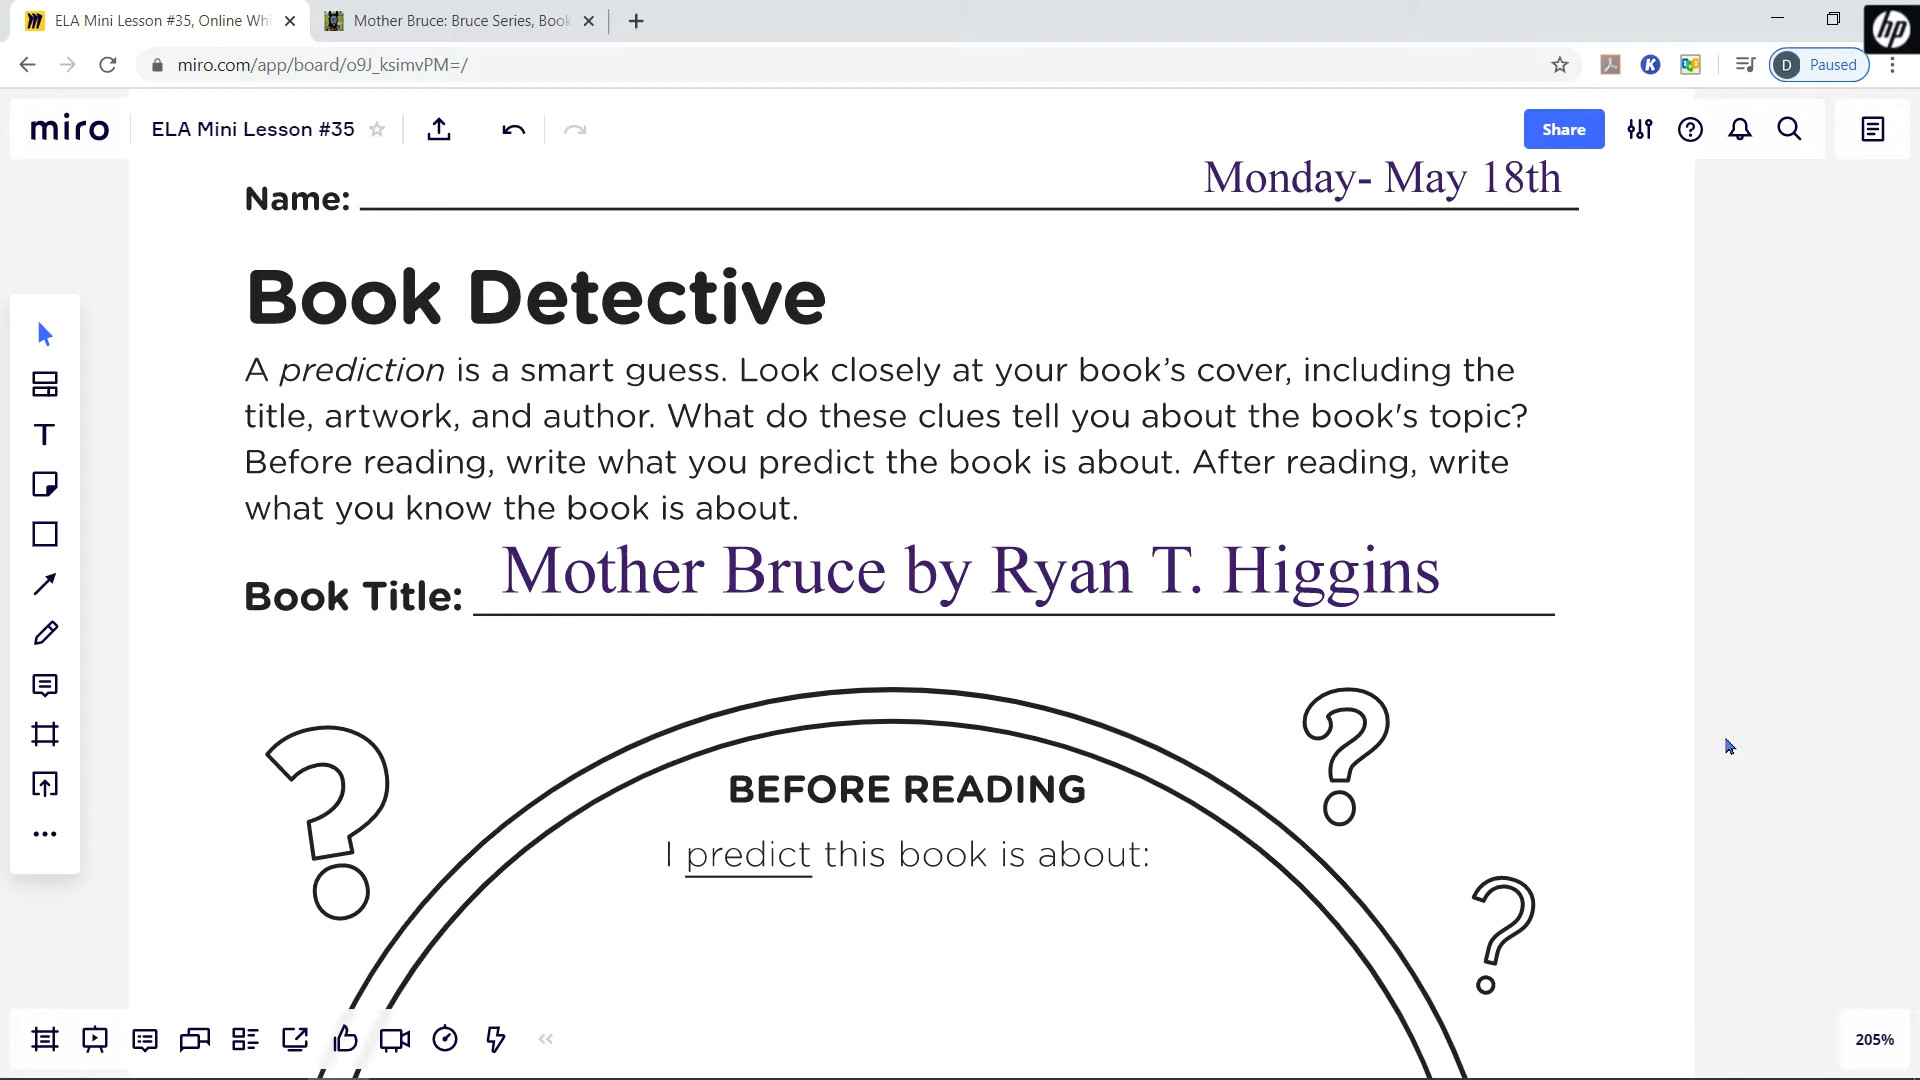 ELA Mini Lesson #35, Online Whi
Mother Bruce: Bruce Series, Book
hp
miro.com/app/board/o9J_ksimvPM=/
K
D Paused
miro
ELA Mini Lesson #35
Share
Monday- May 18th
Name:
Book Detective
A prediction is a smart guess. Look closely at your book’s cover, including the
title, artwork, and author. What do these clues tell you about the book's topic?
Before reading, write what you predict the book is about. After reading, write
what you know the book is about.
Book Title: Mother Bruce by Ryan T. Higgins
BEFORE READING
I predict this book is about:
205%